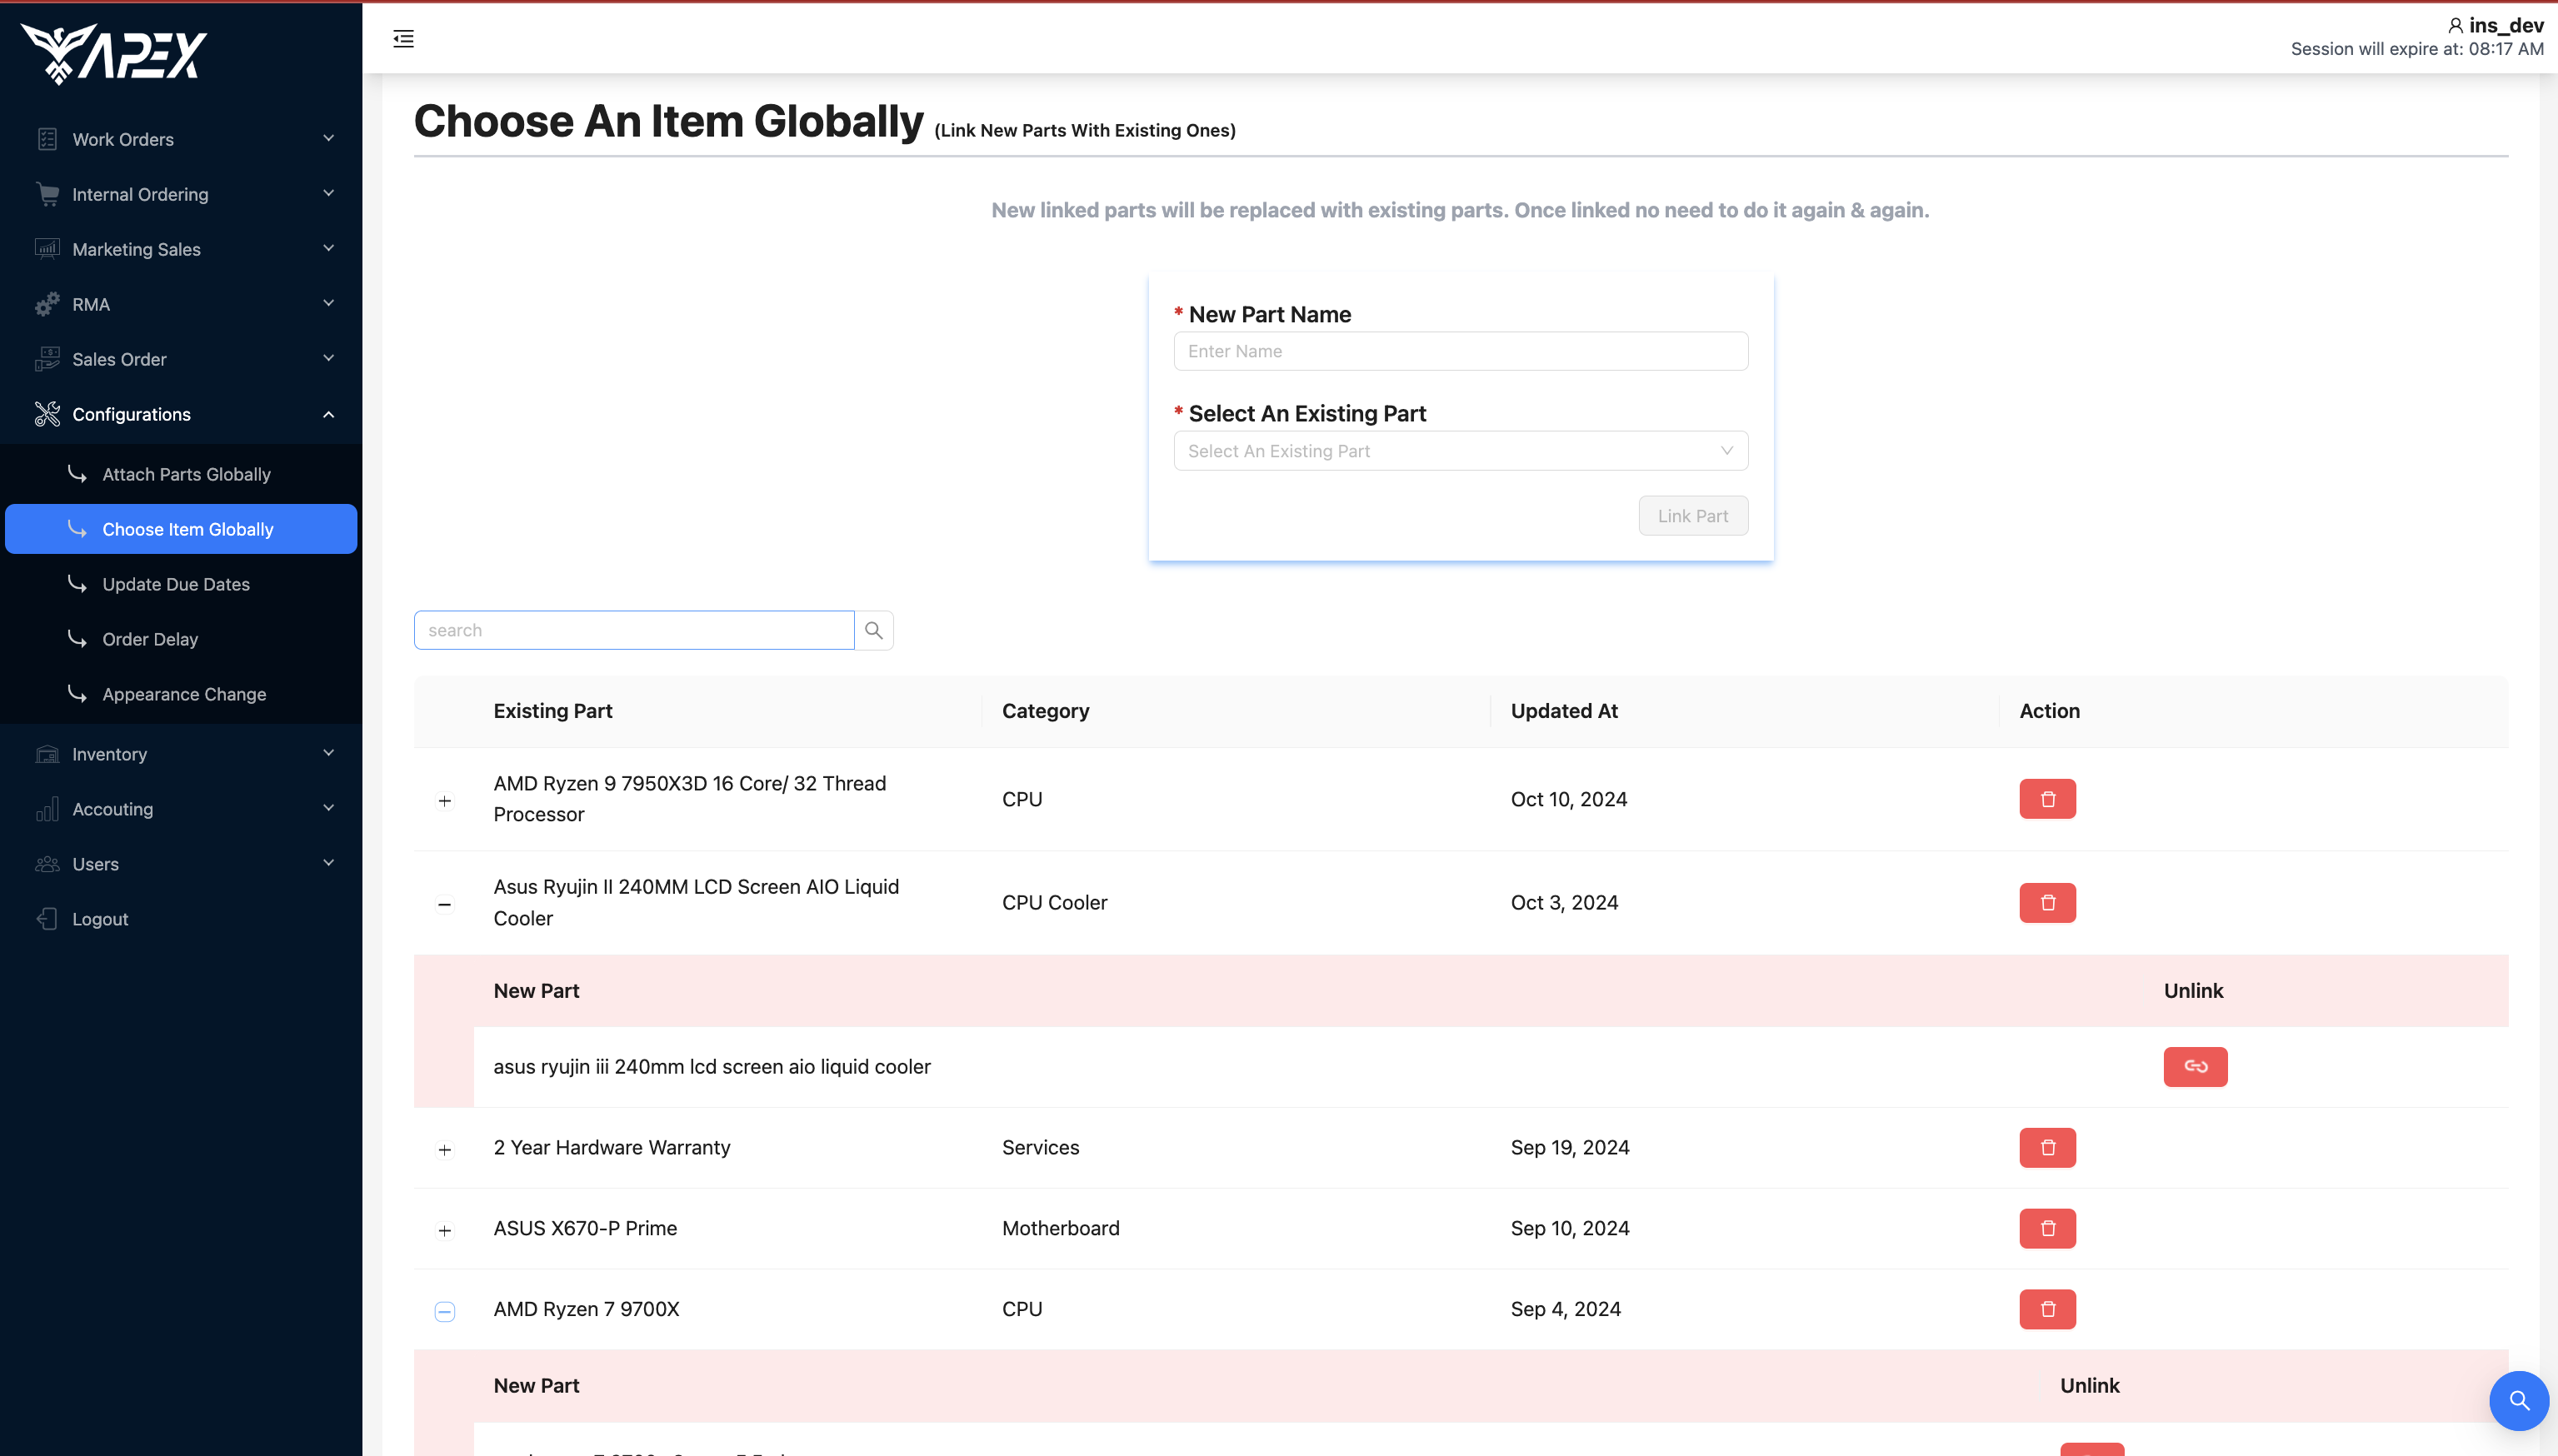 APEX
ins_dev
Session will expire at: 08:17 AM
Work Orders
Internal Ordering
Marketing Sales
RMA
Sales Order
Configurations
Attach Parts Globally
Choose Item Globally
Update Due Dates
Order Delay
Appearance Change
Inventory
Accouting
Users
Logout
Choose An Item Globally (Link New Parts With Existing Ones)
New linked parts will be replaced with existing parts. Once linked no need to do it again & again.
* New Part Name
Enter Name
* Select An Existing Part
Select An Existing Part
Link Part
search
Existing Part Category Updated At Action
AMD Ryzen 9 7950X3D 16 Core/ 32 Thread
Processor
CPU Oct 10, 2024
Asus Ryujin II 240MM LCD Screen AIO Liquid
Cooler
CPU Cooler Oct 3, 2024
New Part Unlink
asus ryujin iii 240mm lcd screen aio liquid cooler
2 Year Hardware Warranty Services Sep 19, 2024
ASUS X670-P Prime Motherboard Sep 10, 2024
AMD Ryzen 7 9700X CPU Sep 4, 2024
New Part Unlink